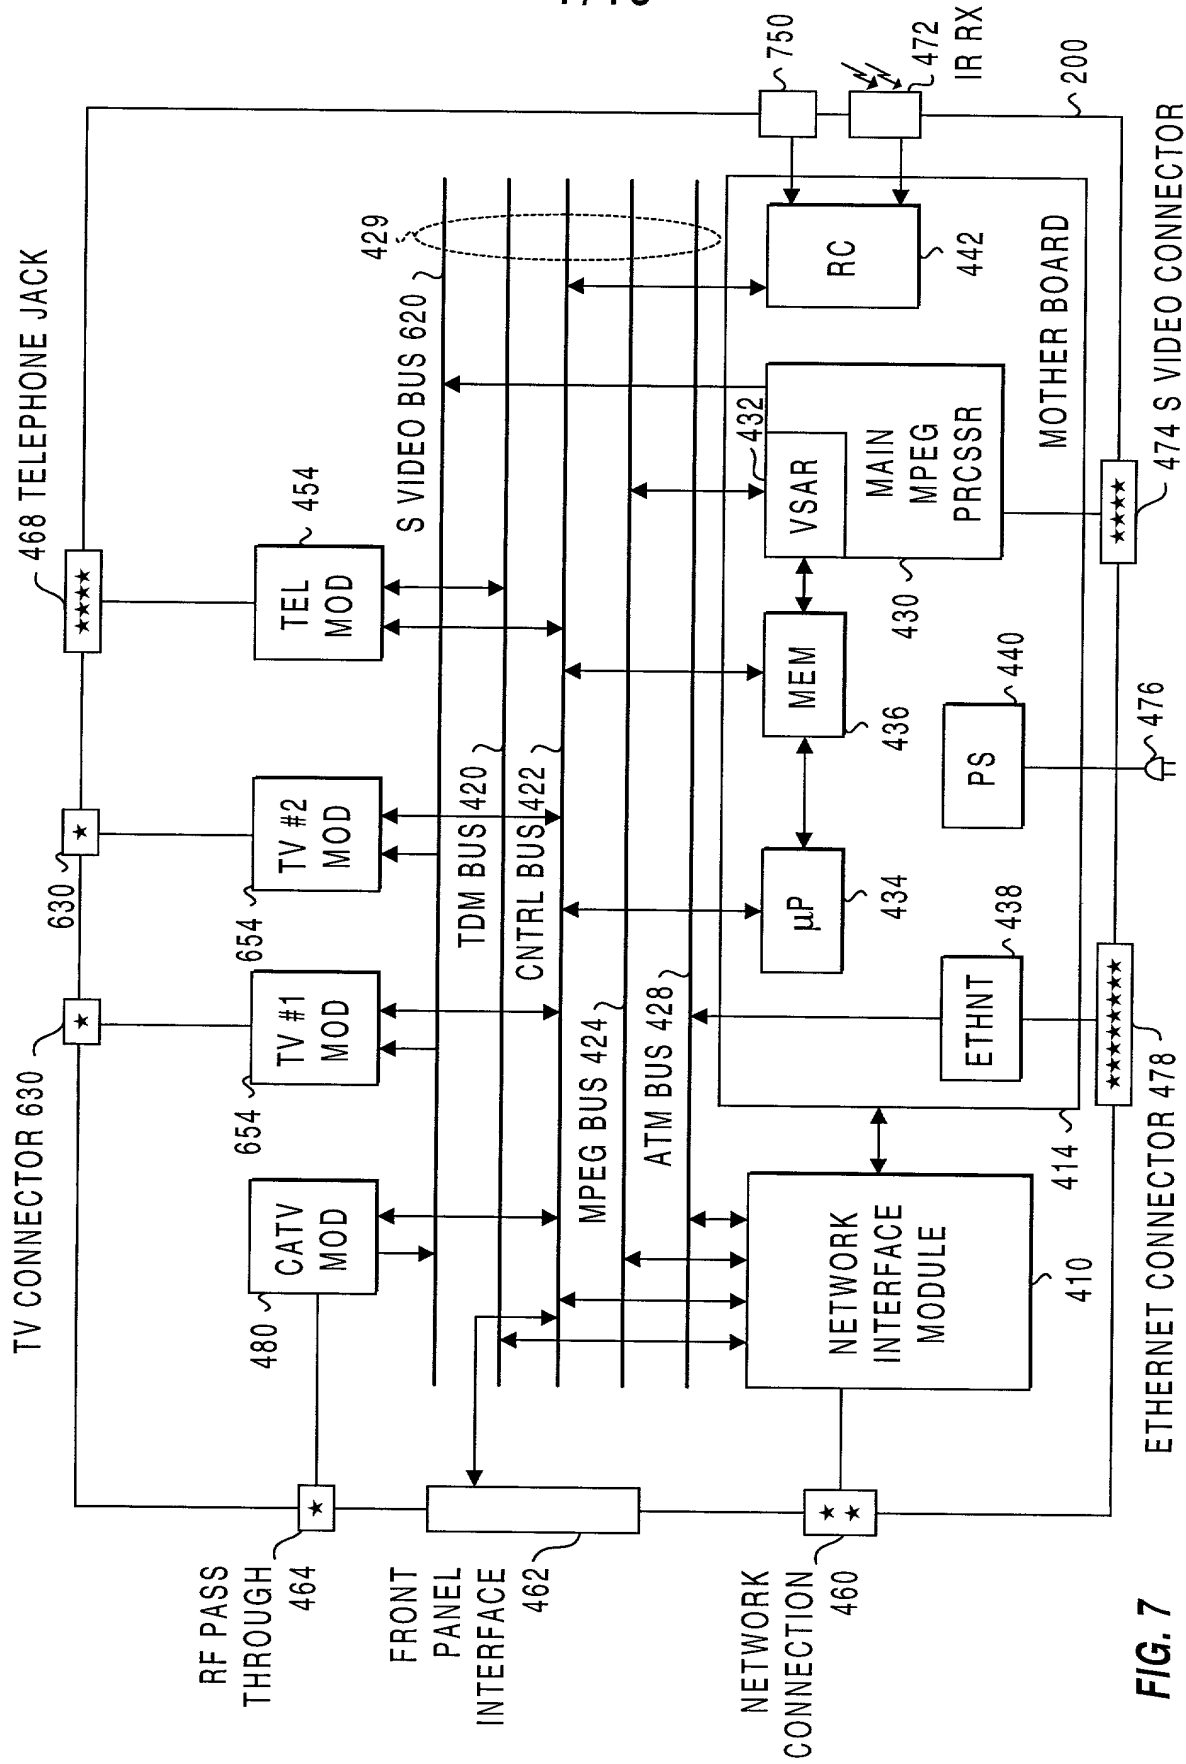 TV CONNECTOR 630
630
468 TELEPHONE JACK
RF PASS
THROUGH
464
480
CATV
MOD
654
TV #1
MOD
654
TV #2
MOD
TEL
MOD
454
429
S VIDEO BUS 620
TDM BUS 420
CNTRL BUS 422
MPEG BUS 424
ATM BUS 428
FRONT
PANEL
INTERFACE
462
NETWORK
CONNECTION
460
NETWORK
INTERFACE
MODULE
410
µP
434
MEM
436
VSAR
432
MAIN
MPEG
PRCSSR
430
RC
442
750
472
IR RX
ETHNT
438
PS
440
MOTHER BOARD
414
200
ETHERNET CONNECTOR 478
476
474 S VIDEO CONNECTOR
FIG. 7